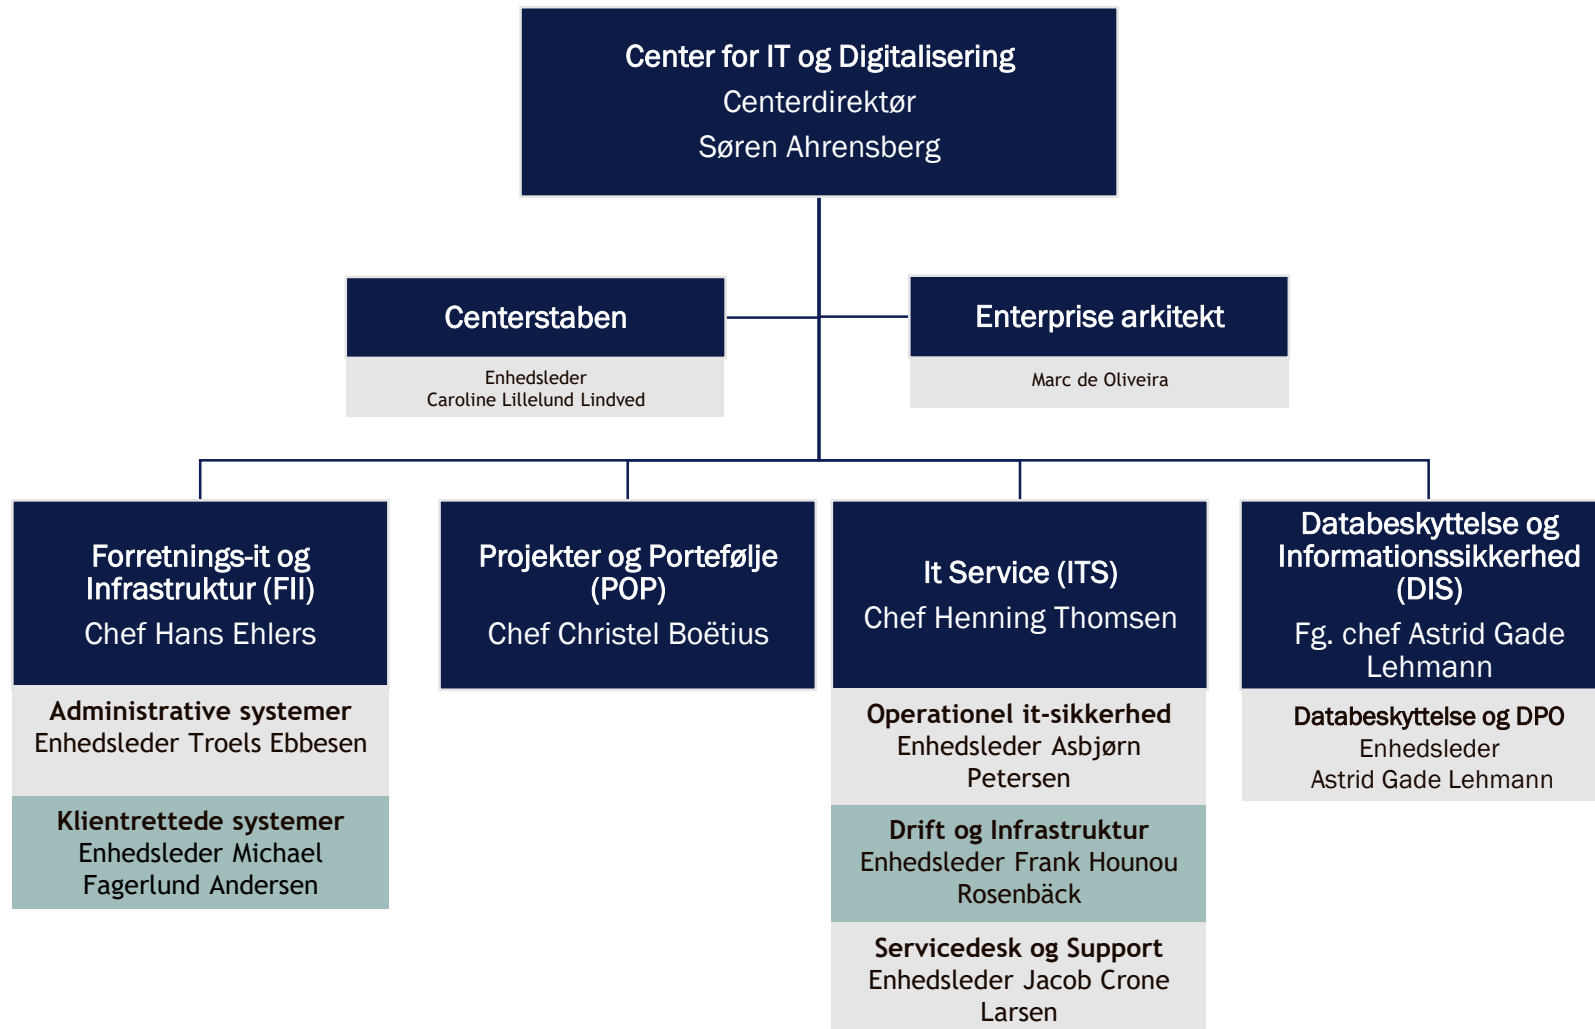 Center for IT og Digitalisering
Centerdirektør
Søren Ahrensberg
Centerstaben
Enhedsleder
Caroline Lillelund Lindved
Enterprise arkitekt
Marc de Oliveira
Forretnings-it og
Infrastruktur (FII)
Chef Hans Ehlers
Administrative systemer
Enhedsleder Troels Ebbesen
Klientrettede systemer
Enhedsleder Michael
Fagerlund Andersen
Projekter og Portefølje
(POP)
Chef Christel Boëtius
It Service (ITS)
Chef Henning Thomsen
Operationel it-sikkerhed
Enhedsleder Asbjørn
Petersen
Drift og Infrastruktur
Enhedsleder Frank Hounou
Rosenbäck
Servicedesk og Support
Enhedsleder Jacob Crone
Larsen
Databeskyttelse og
Informationssikkerhed
(DIS)
Fg. chef Astrid Gade
Lehmann
Databeskyttelse og DPO
Enhedsleder
Astrid Gade Lehmann